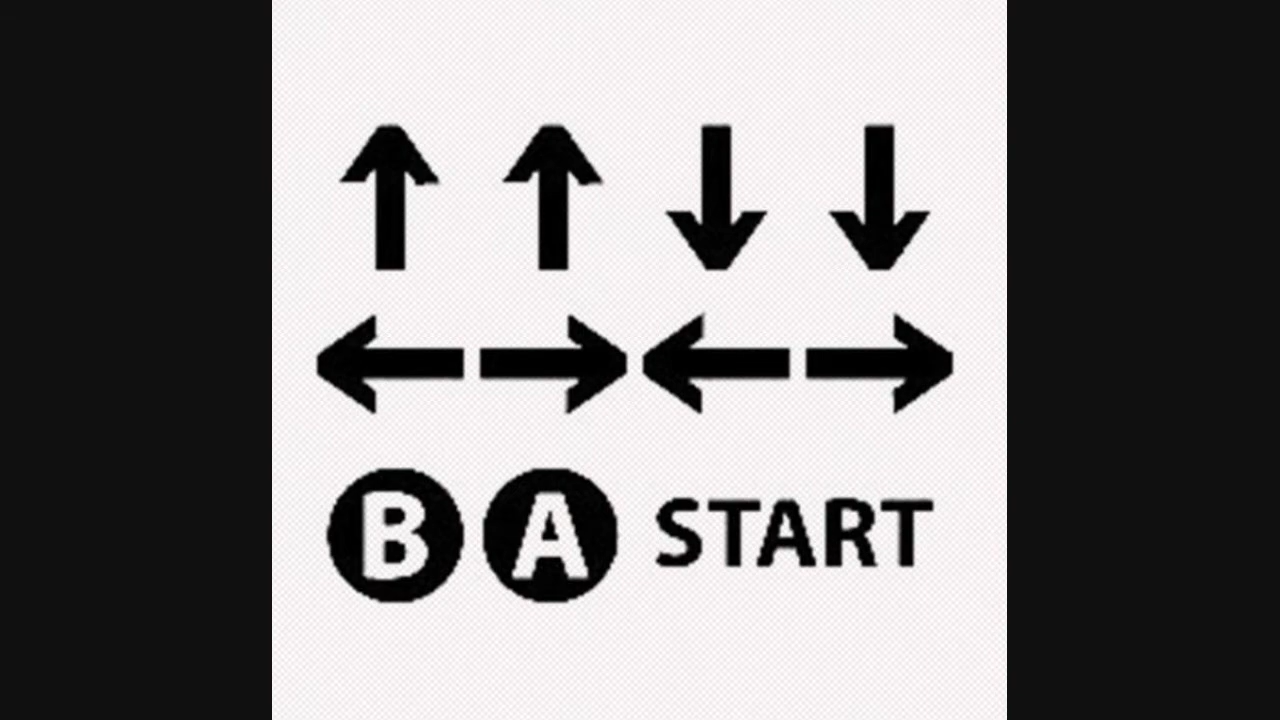 ↑ ↑ ↓ ↓
← → ← →
B A START